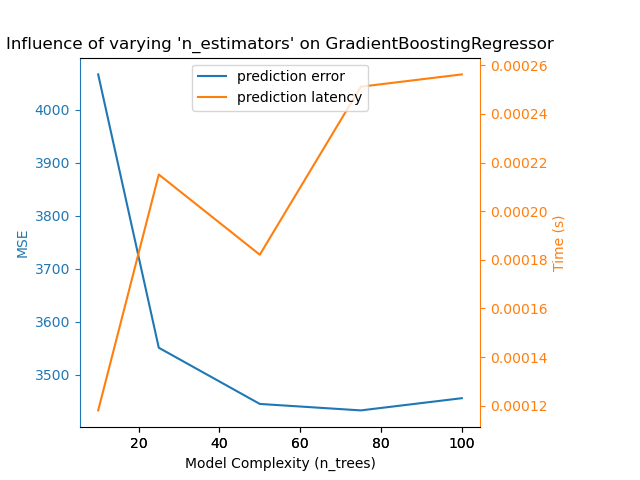 Influence of varying 'n_estimators' on GradientBoostingRegressor
prediction error
prediction latency
MSE
4000
3900
3800
3700
3600
3500
0.00026
0.00024
0.00022
0.00020
0.00018
0.00016
0.00014
0.00012
Time (s)
20 40 60 80 100
Model Complexity (n_trees)